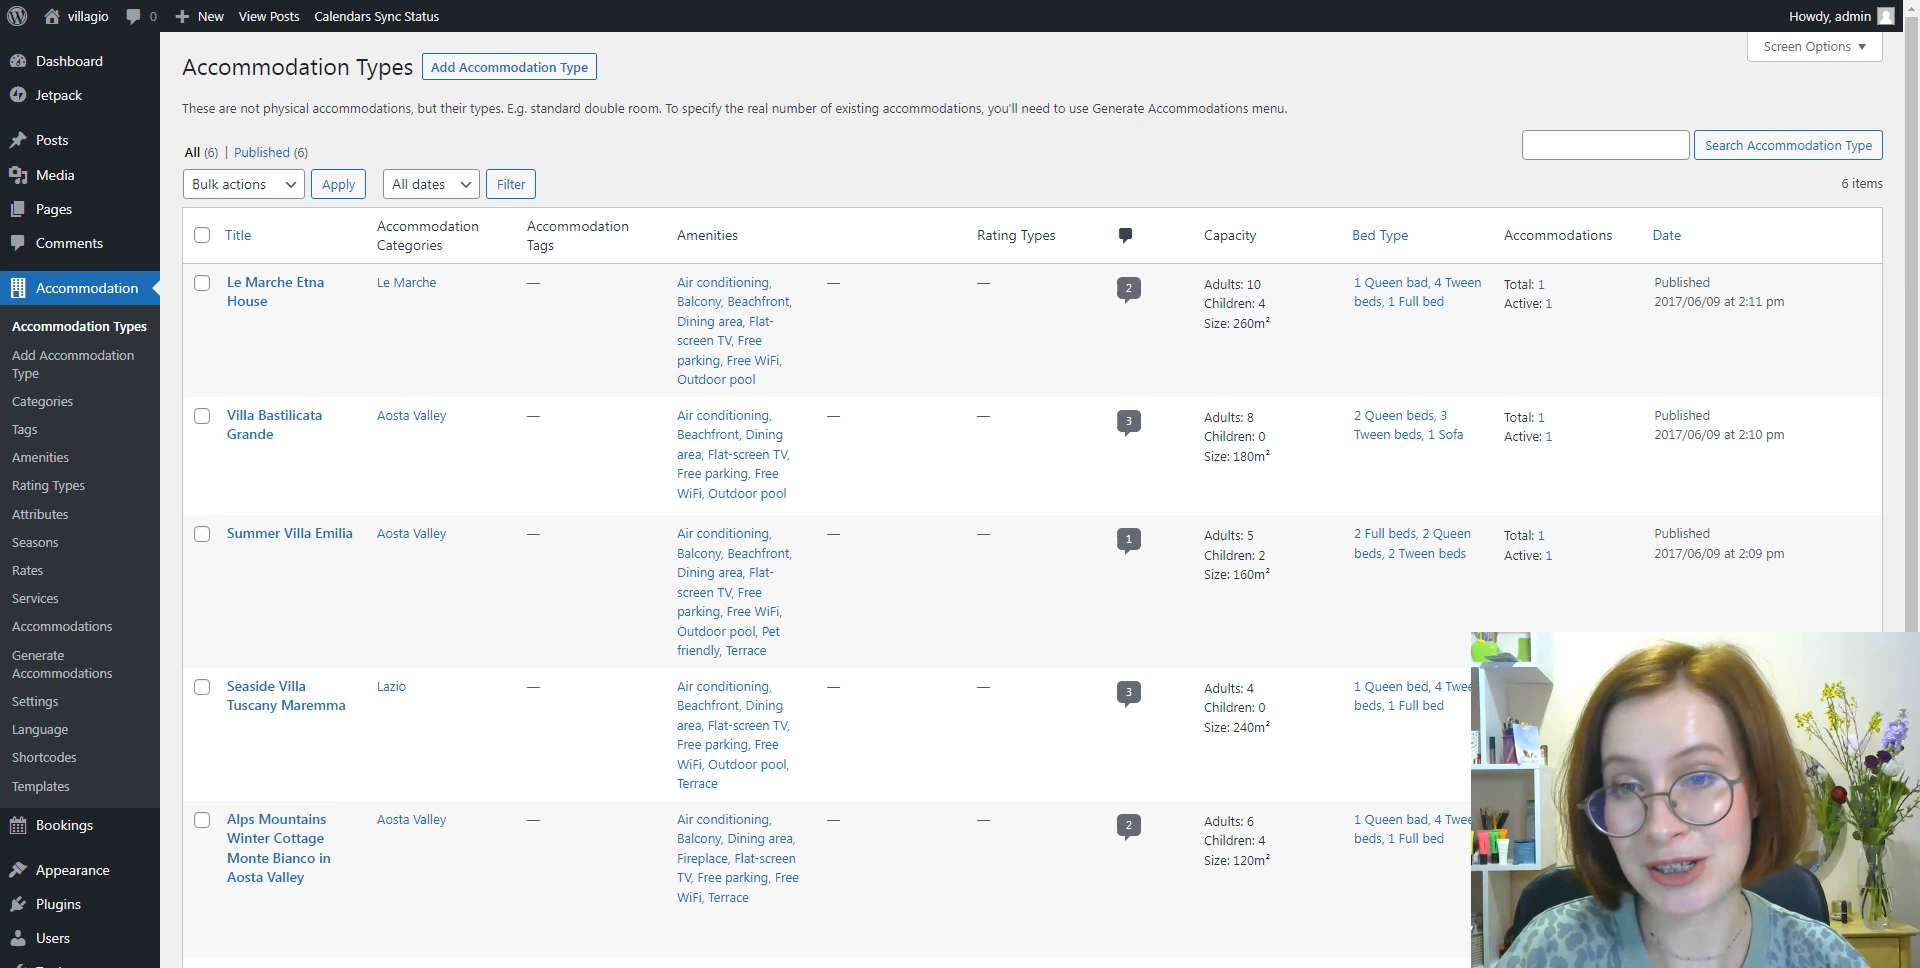 villagio 0 New View Posts Calendars Sync Status Howdy, admin
Screen Options
Dashboard
Jetpack
Posts
Media
Pages
Comments
Accommodation
Accommodation Types
Add Accommodation
Type
Categories
Tags
Amenities
Rating Types
Attributes
Seasons
Rates
Services
Accommodations
Generate
Accommodations
Settings
Language
Shortcodes
Templates
Bookings
Appearance
Plugins
Users
Accommodation Types Add Accommodation Type
These are not physical accommodations, but their types. E.g. standard double room. To specify the real number of existing accommodations, you'll need to use Generate Accommodations menu.
All (6) | Published (6)
Search Accommodation Type
Bulk actions Apply All dates Filter
6 items
Title
Accommodation
Categories
Accommodation
Tags
Amenities
Rating Types
Capacity
Bed Type
Accommodations
Date
Le Marche Etna
House
Le Marche
—
Air conditioning,
Balcony, Beachfront,
Dining area, Flat-
screen TV, Free
parking, Free WiFi,
Outdoor pool
—
—
2
Adults: 10
Children: 4
Size: 260m²
1 Queen bad, 4 Tween
beds, 1 Full bed
Total: 1
Active: 1
Published
2017/06/09 at 2:11 pm
Villa Bastilicata
Grande
Aosta Valley
—
Air conditioning,
Beachfront, Dining
area, Flat-screen TV,
Free parking, Free
WiFi, Outdoor pool
—
—
3
Adults: 8
Children: 0
Size: 180m²
2 Queen beds, 3
Tween beds, 1 Sofa
Total: 1
Active: 1
Published
2017/06/09 at 2:10 pm
Summer Villa Emilia
Aosta Valley
—
Air conditioning,
Balcony, Beachfront,
Dining area, Flat-
screen TV, Free
parking, Free WiFi,
Outdoor pool, Pet
friendly, Terrace
—
—
1
Adults: 5
Children: 2
Size: 160m²
2 Full beds, 2 Queen
beds, 2 Tween beds
Total: 1
Active: 1
Published
2017/06/09 at 2:09 pm
Seaside Villa
Tuscany Maremma
Lazio
—
Air conditioning,
Beachfront, Dining
area, Flat-screen TV,
Free parking, Free
WiFi, Outdoor pool,
Terrace
—
—
3
Adults: 4
Children: 0
Size: 240m²
1 Queen bed, 4 Twee
beds, 1 Full bed
Alps Mountains
Winter Cottage
Monte Bianco in
Aosta Valley
Aosta Valley
—
Air conditioning,
Balcony, Dining area,
Fireplace, Flat-screen
TV, Free parking, Free
WiFi, Terrace
—
—
2
Adults: 6
Children: 4
Size: 120m²
1 Queen bad, 4 Twee
beds, 1 Full bed